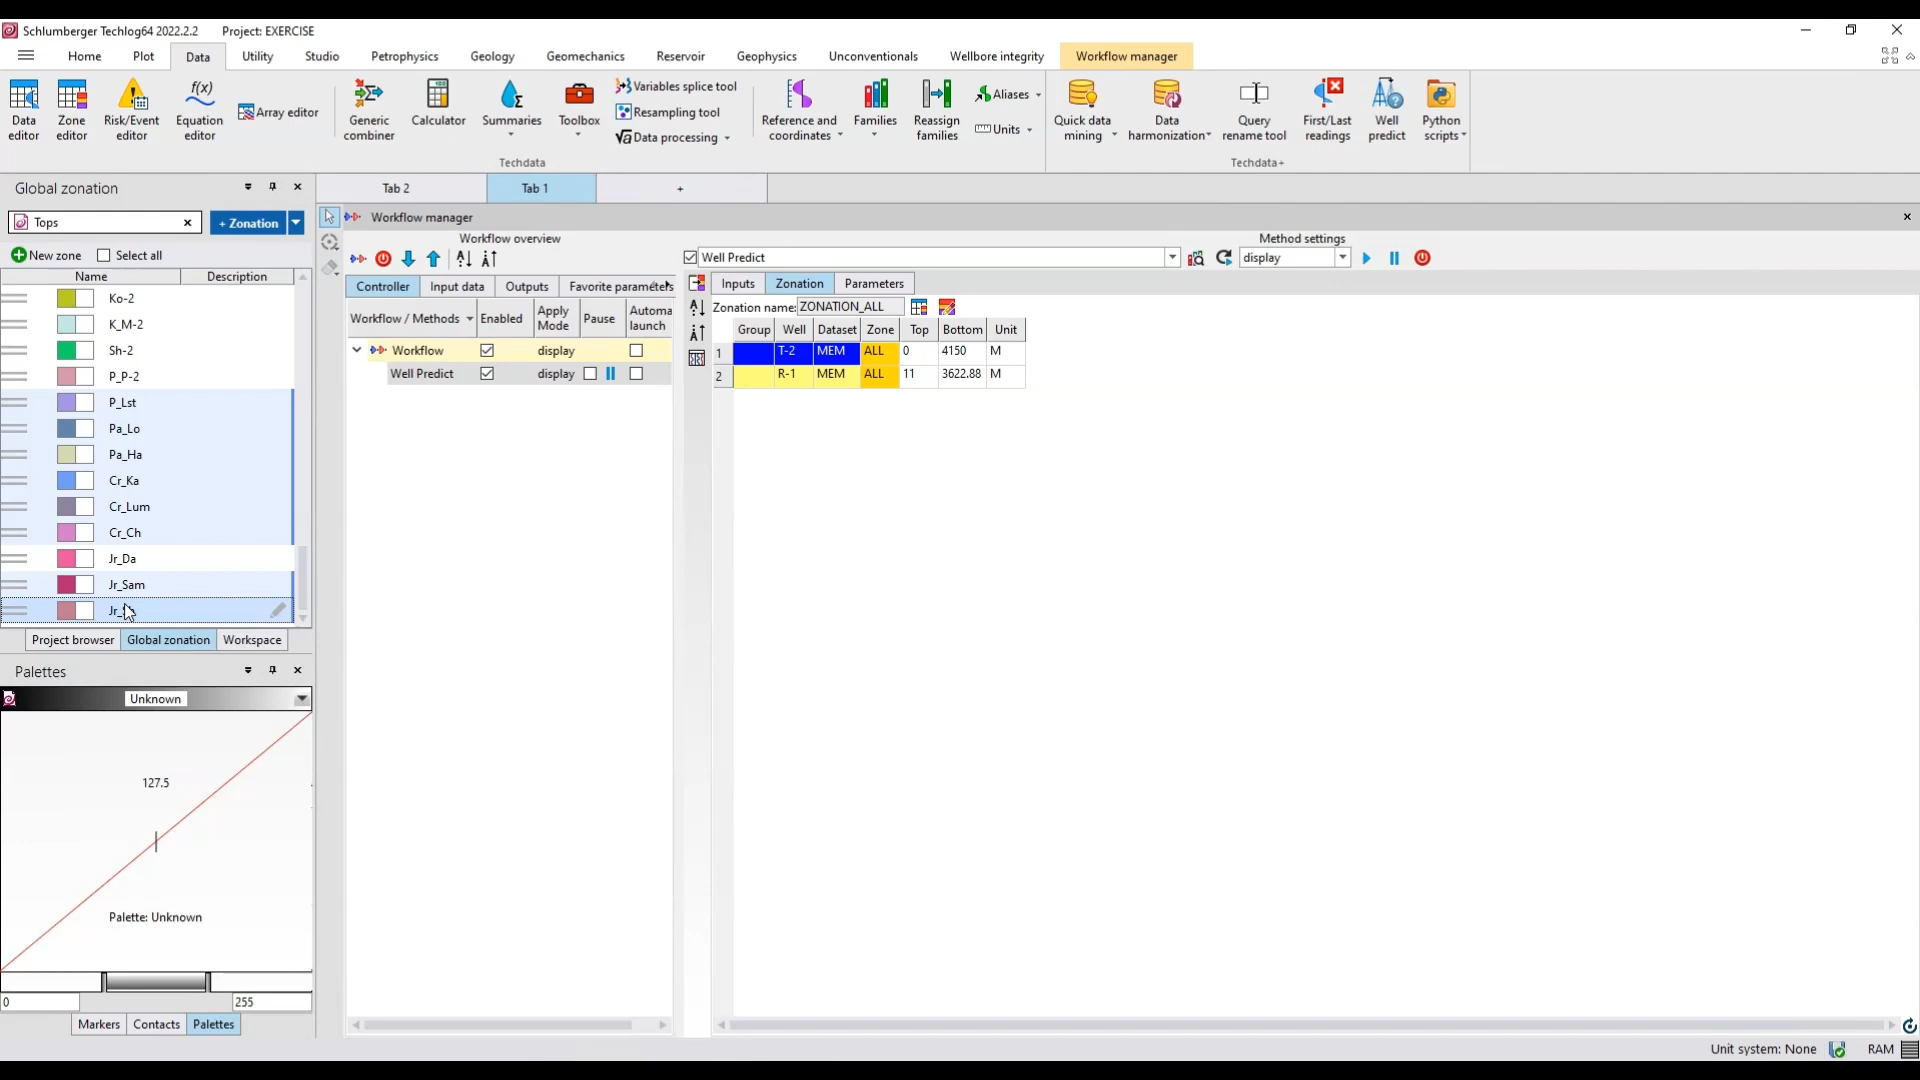 Schlumberger Techlog64 2022.2.2 Project: EXERCISE
Home Plot Data Utility Studio Petrophysics Geology Geomechanics Reservoir Geophysics Unconventionals Wellbore integrity Workflow manager
Data editor
Zone editor
Risk/Event editor
f(x)
Equation editor
Array editor
Generic combiner
Calculator
Summaries
Toolbox
Variables splice tool
Resampling tool
Data processing
Techdata
Reference and coordinates
Families
Reassign families
Aliases
Units
Quick data mining
Data harmonization
Query rename tool
First/Last readings
Well predict
Python scripts
Techdata+
Global zonation
Tops
+ Zonation
New zone Select all
Name Description
Ko-2
K_M-2
Sh-2
P_P-2
P_Lst
Pa_Lo
Pa_Ha
Cr_Ka
Cr_Lum
Cr_Ch
Jr_Da
Jr_Sam
Project browser Global zonation Workspace
Palettes
Unknown
127.5
Palette: Unknown
0 255
Markers Contacts Palettes
Tab 2 Tab 1 +
Workflow manager
Workflow overview
Controller Input data Outputs Favorite parameters
Workflow / Methods Enabled Apply Mode Pause Automa launch
Workflow display
Well Predict display
Method settings
Well Predict display
Inputs Zonation Parameters
Zonation name: ZONATION_ALL
Group Well Dataset Zone Top Bottom Unit
1 T-2 MEM ALL 0 4150 M
2 R-1 MEM ALL 11 3622.88 M
Unit system: None RAM